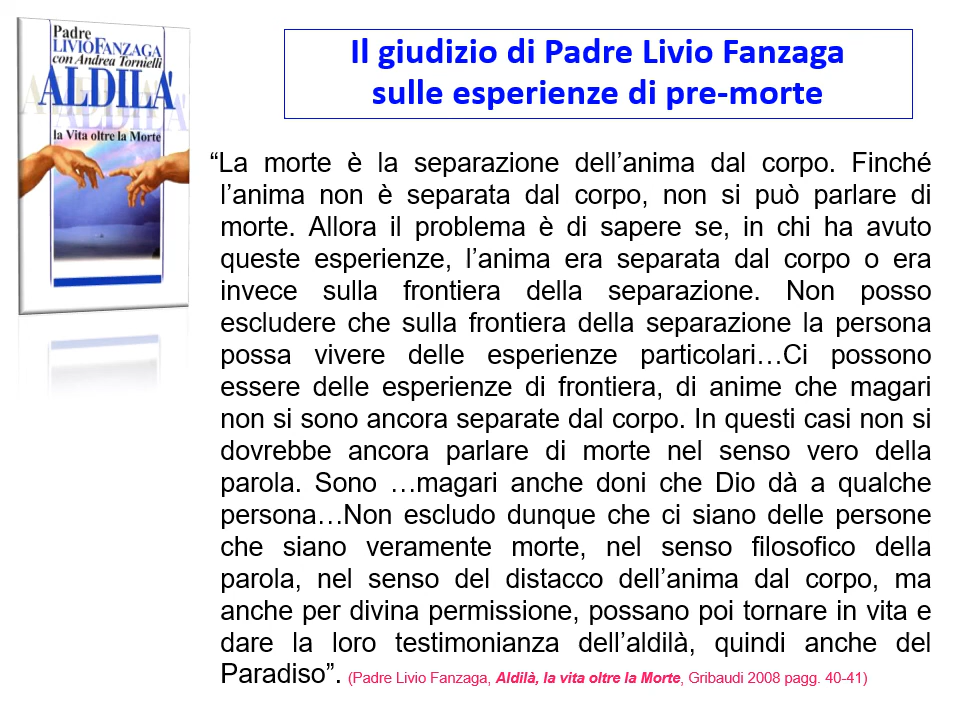 Padre
LIVIO FANZAGA
con Andrea Tornielli
ALDILA'
la Vita oltre la Morte
Il giudizio di Padre Livio Fanzaga
sulle esperienze di pre-morte
“La morte è la separazione dell’anima dal corpo. Finché
l’anima non è separata dal corpo, non si può parlare di
morte. Allora il problema è di sapere se, in chi ha avuto
queste esperienze, l’anima era separata dal corpo o era
invece sulla frontiera della separazione. Non posso
escludere che sulla frontiera della separazione la persona
possa vivere delle esperienze particolari…Ci possono
essere delle esperienze di frontiera, di anime che magari
non si sono ancora separate dal corpo. In questi casi non si
dovrebbe ancora parlare di morte nel senso vero della
parola. Sono …magari anche doni che Dio dà a qualche
persona…Non escludo dunque che ci siano delle persone
che siano veramente morte, nel senso filosofico della
parola, nel senso del distacco dell’anima dal corpo, ma
anche per divina permissione, possano poi tornare in vita e
dare la loro testimonianza dell’aldilà, quindi anche del
Paradiso”. (Padre Livio Fanzaga, Aldilà, la vita oltre la Morte, Gribaudi 2008 pagg. 40-41)